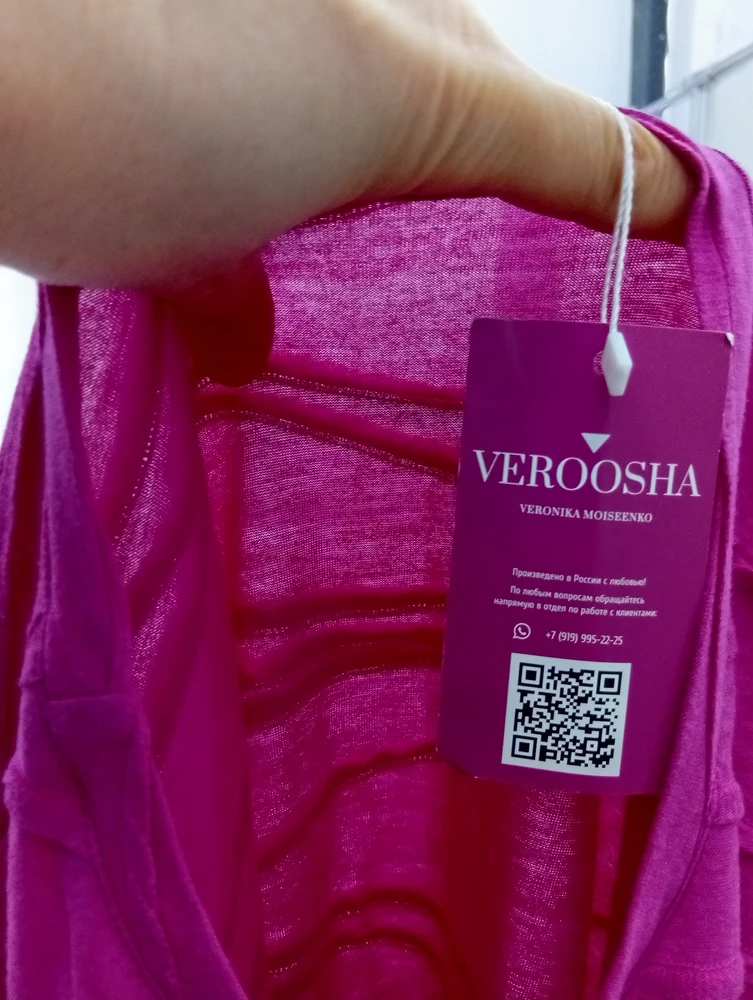 VEROOSHA
VERONIKA MOISEENKO
Произведено в России с любовью!
По любым вопросам обращайтесь
напрямую в отдел по работе с клиентами:
+7 (919) 995-22-25